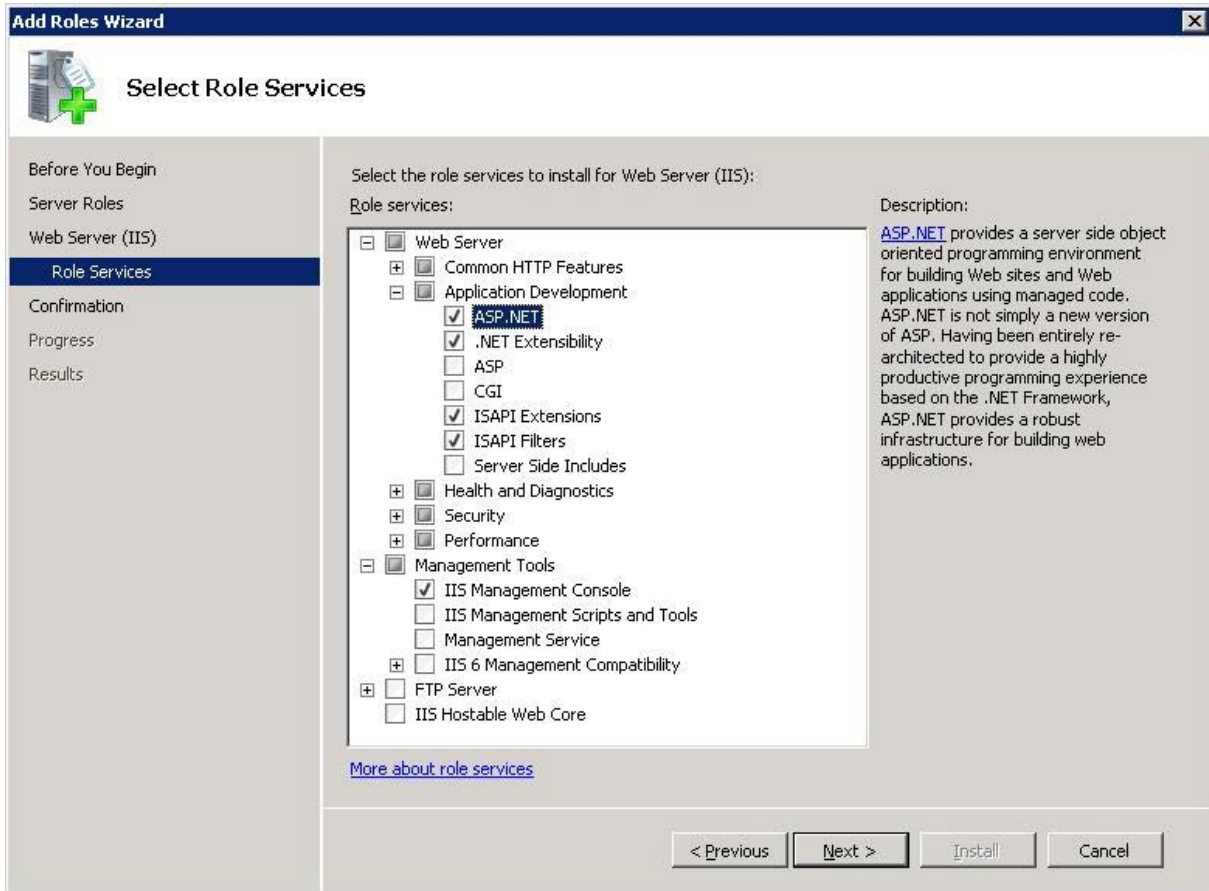 Add Roles Wizard
Select Role Services
Before You Begin
Server Roles
Web Server (IIS)
Role Services
Confirmation
Progress
Results
Select the role services to install for Web Server (IIS):
Role services:
Web Server
Common HTTP Features
Application Development
ASP.NET
.NET Extensibility
ASP
CGI
ISAPI Extensions
ISAPI Filters
Server Side Includes
Health and Diagnostics
Security
Performance
Management Tools
IIS Management Console
IIS Management Scripts and Tools
Management Service
IIS 6 Management Compatibility
FTP Server
IIS Hostable Web Core
More about role services
Description:
ASP.NET provides a server side object
oriented programming environment
for building Web sites and Web
applications using managed code.
ASP.NET is not simply a new version
of ASP. Having been entirely re-
architected to provide a highly
productive programming experience
based on the .NET Framework,
ASP.NET provides a robust
infrastructure for building web
applications.
< Previous
Next >
Install
Cancel